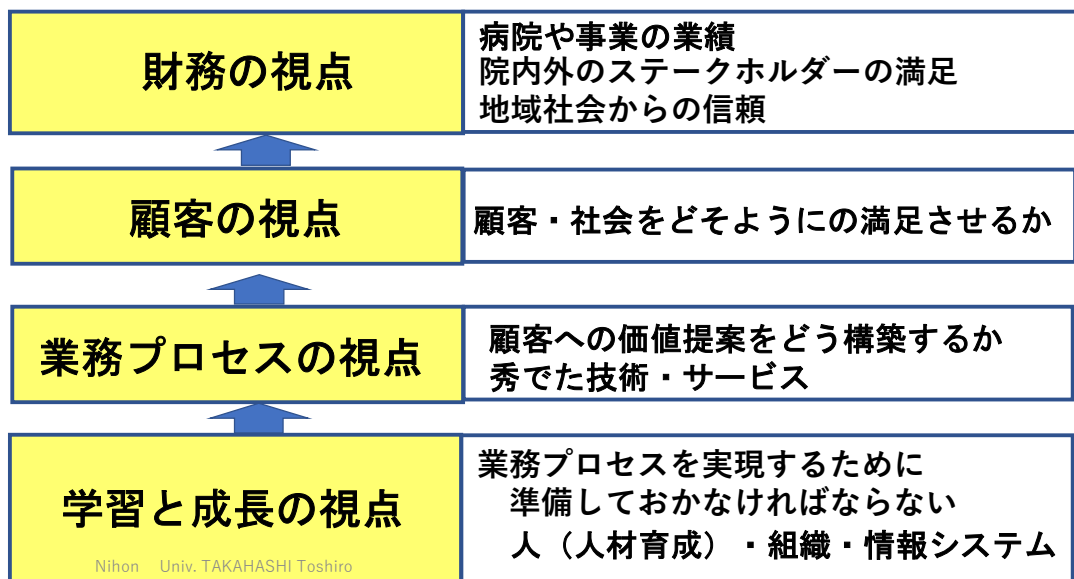 財務の視点
病院や事業の業績
院内外のステークホルダーの満足
地域社会からの信頼
顧客の視点
顧客・社会をどそようにの満足させるか
業務プロセスの視点
顧客への価値提案をどう構築するか
秀でた技術・サービス
学習と成長の視点
業務プロセスを実現するために
準備しておかなければならない
人（人材育成）・組織・情報システム
Nihon Univ. TAKAHASHI Toshiro